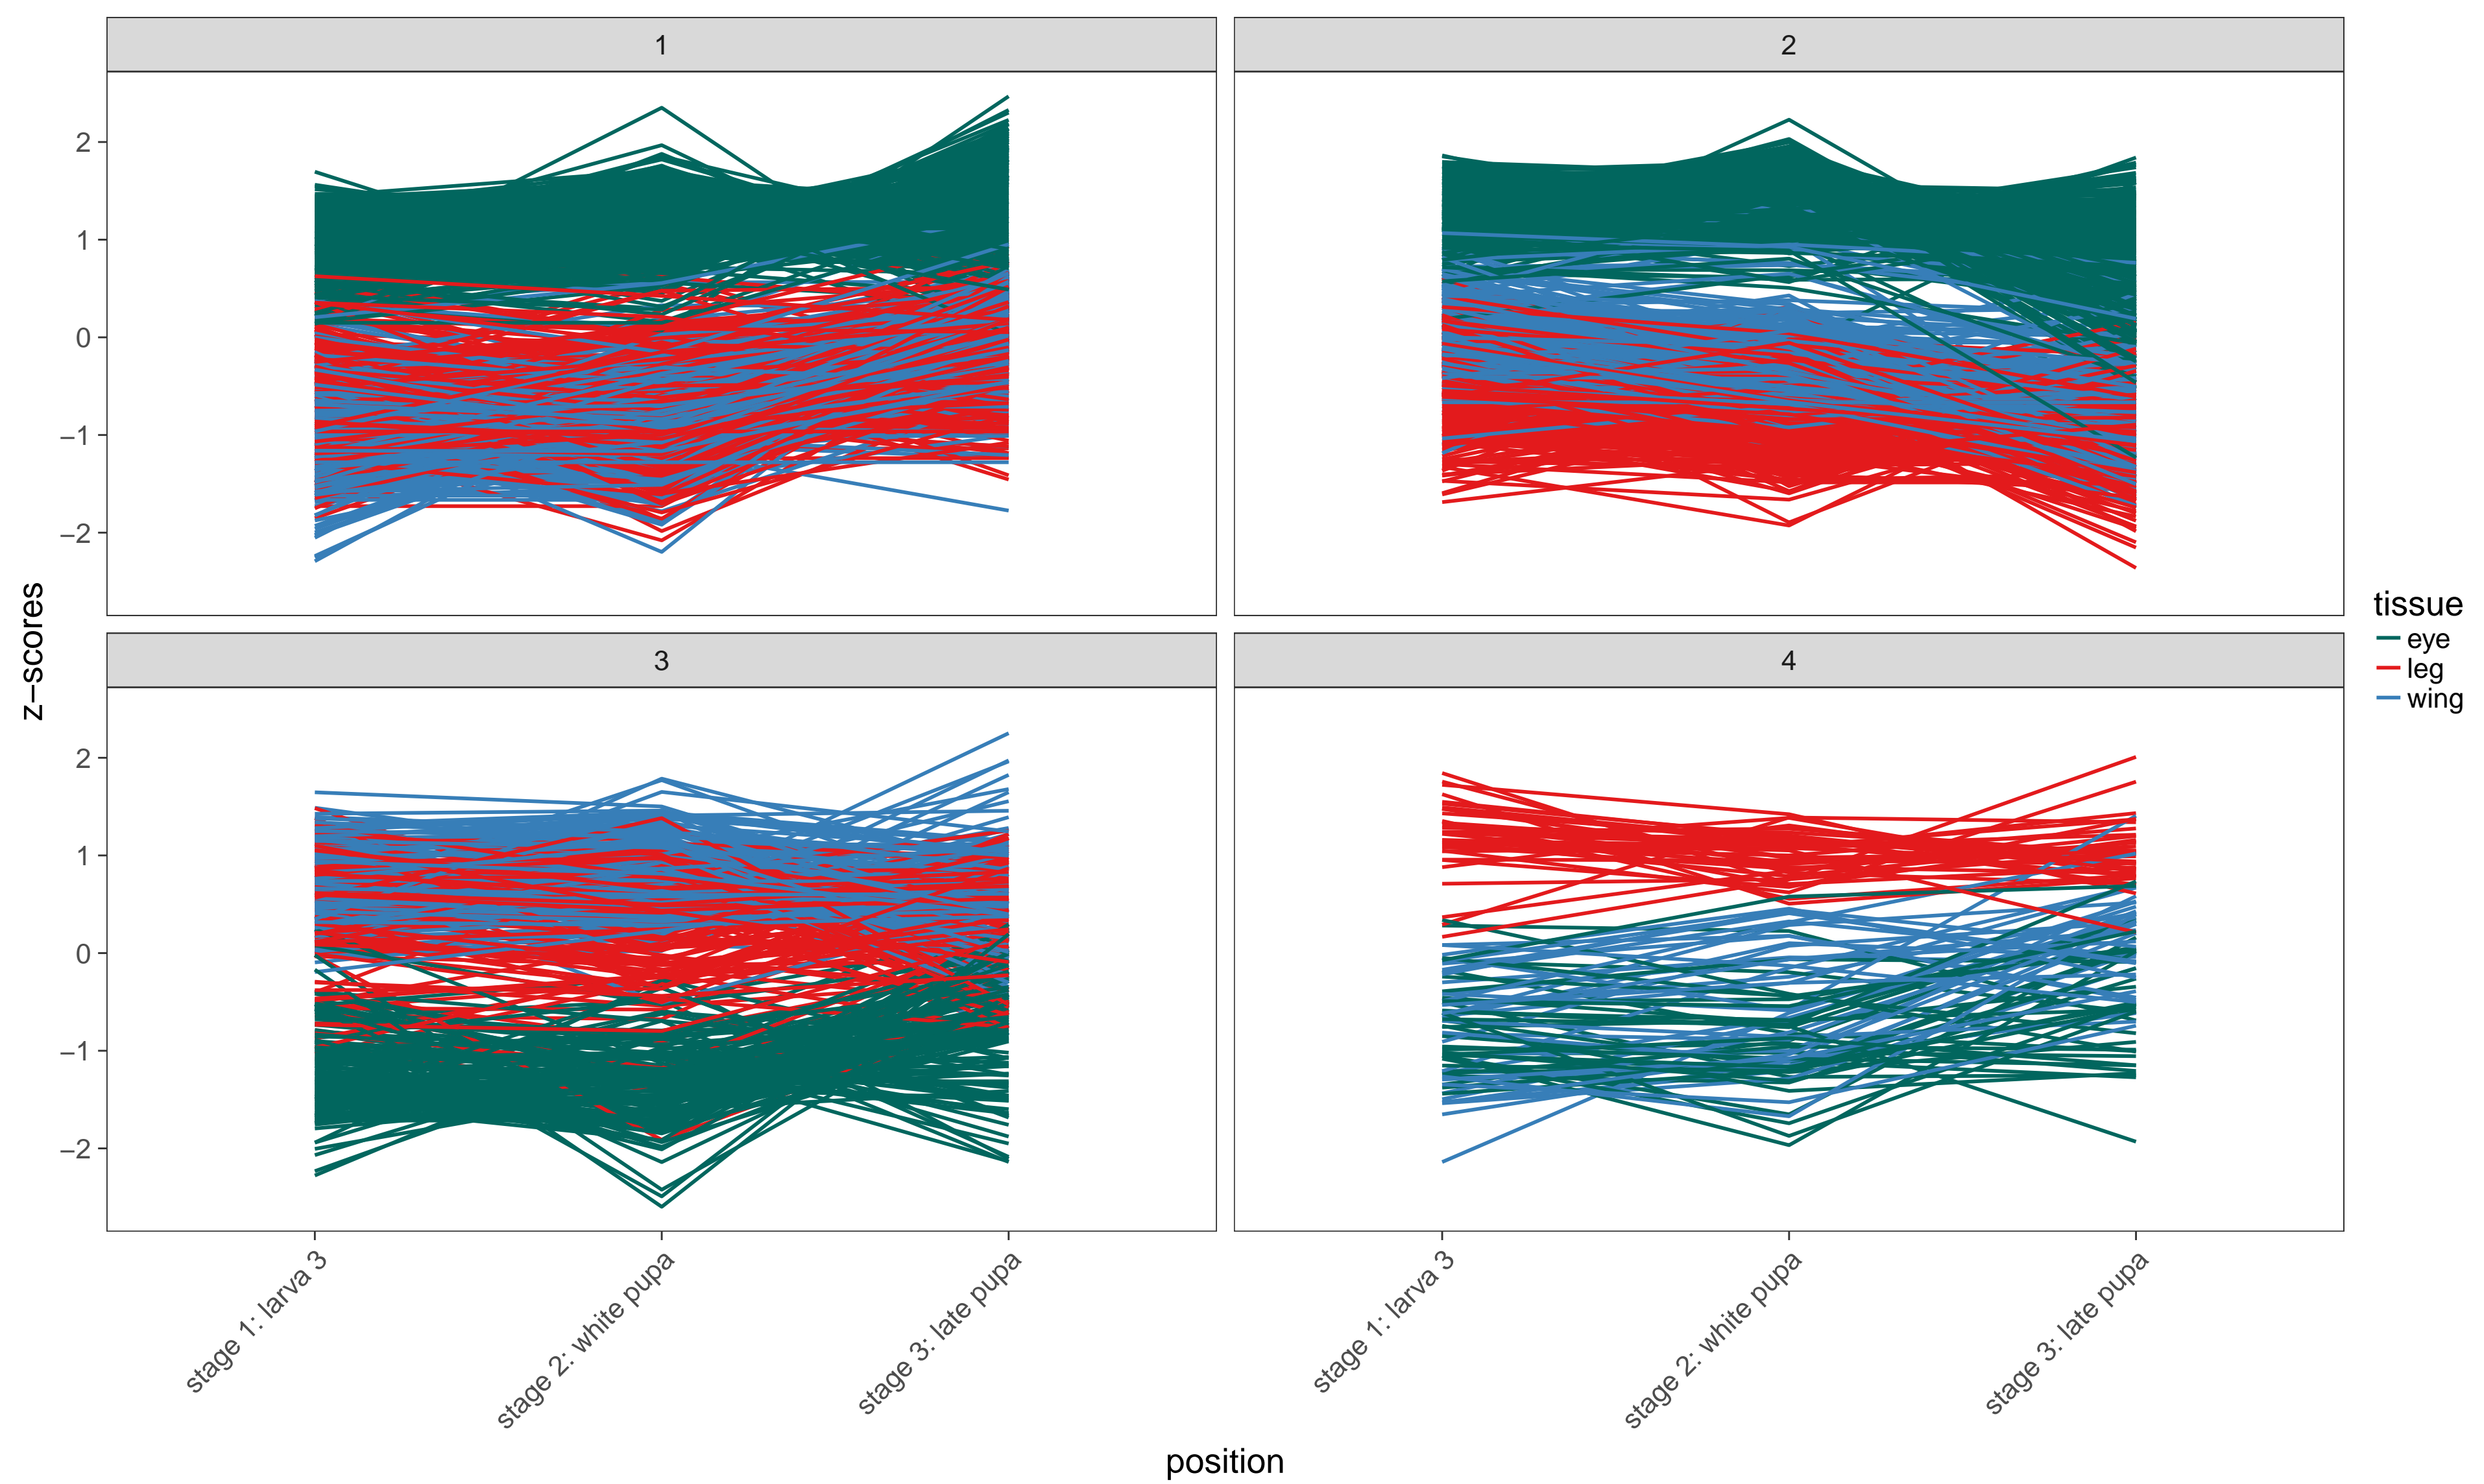 1
2
2
1
0
−1
−2
z−scores
tissue
eye
leg
wing
3
4
2
1
0
−1
−2
stage 1: larva 3
stage 2: white pupa
stage 3: late pupa
stage 1: larva 3
stage 2: white pupa
stage 3: late pupa
position